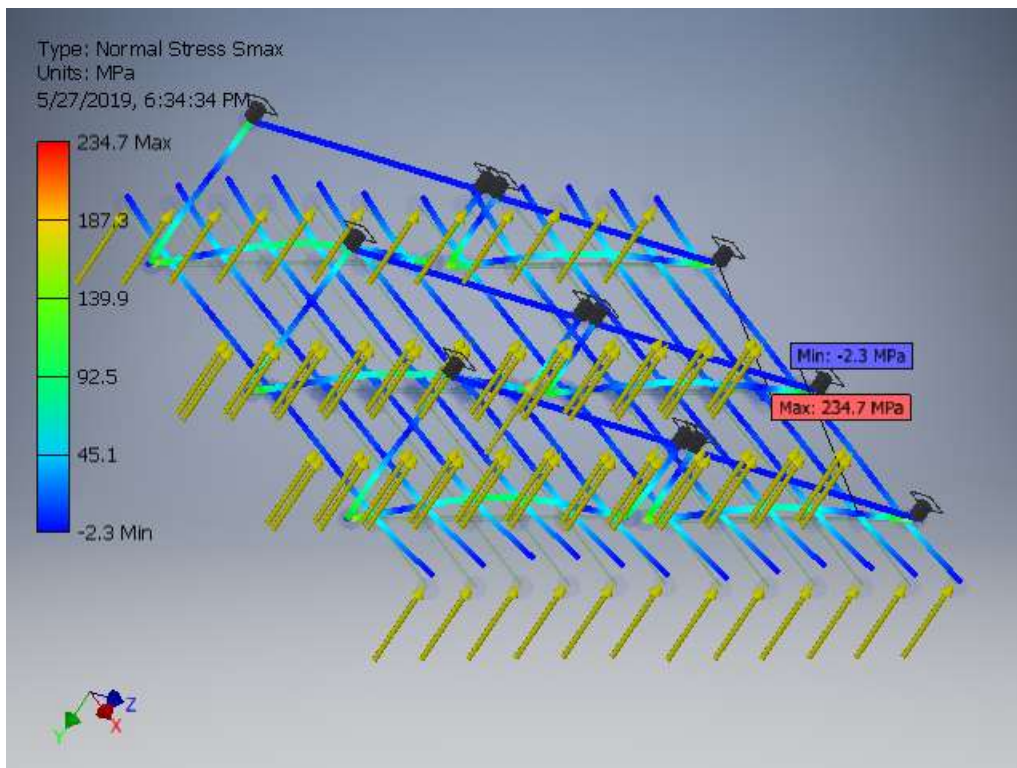 Type: Normal Stress Smax
Units: MPa
5/27/2019, 6:34:34 PM
234.7 Max
187.3
139.9
92.5
45.1
-2.3 Min
Min: -2.3 MPa
Max: 234.7 MPa
Z
X
Y